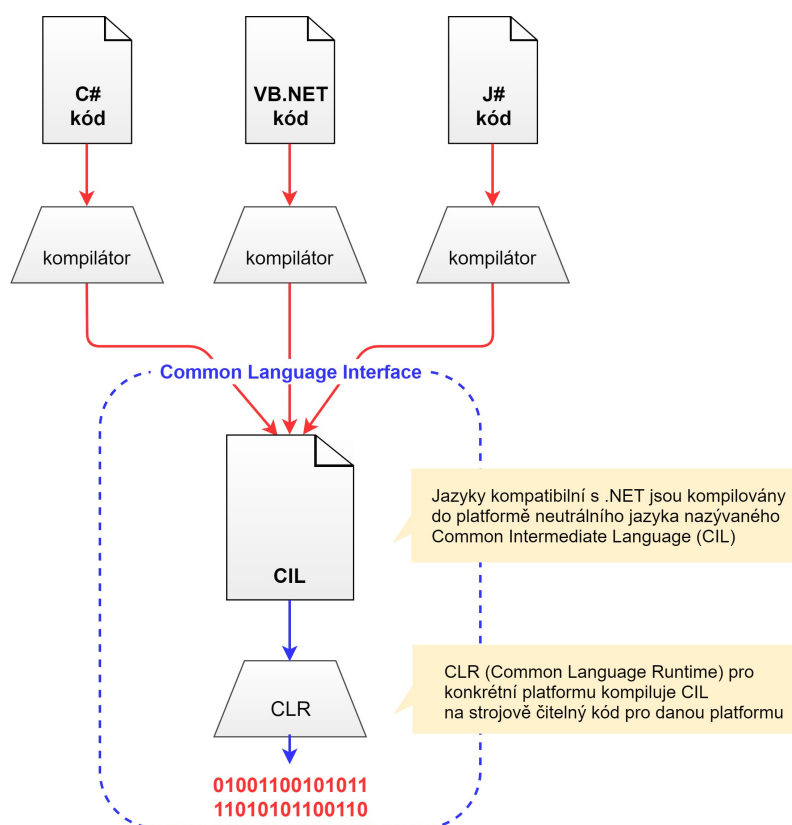 C#
kód
VB.NET
kód
J#
kód
kompilátor
kompilátor
kompilátor
Common Language Interface
CIL
Jazyky kompatibilní s .NET jsou kompilovány
do platformě neutrálního jazyka nazývaného
Common Intermediate Language (CIL)
CLR
CLR (Common Language Runtime) pro
konkrétní platformu kompiluje CIL
na strojově čitelný kód pro danou platformu
01001100101011
11010101100110